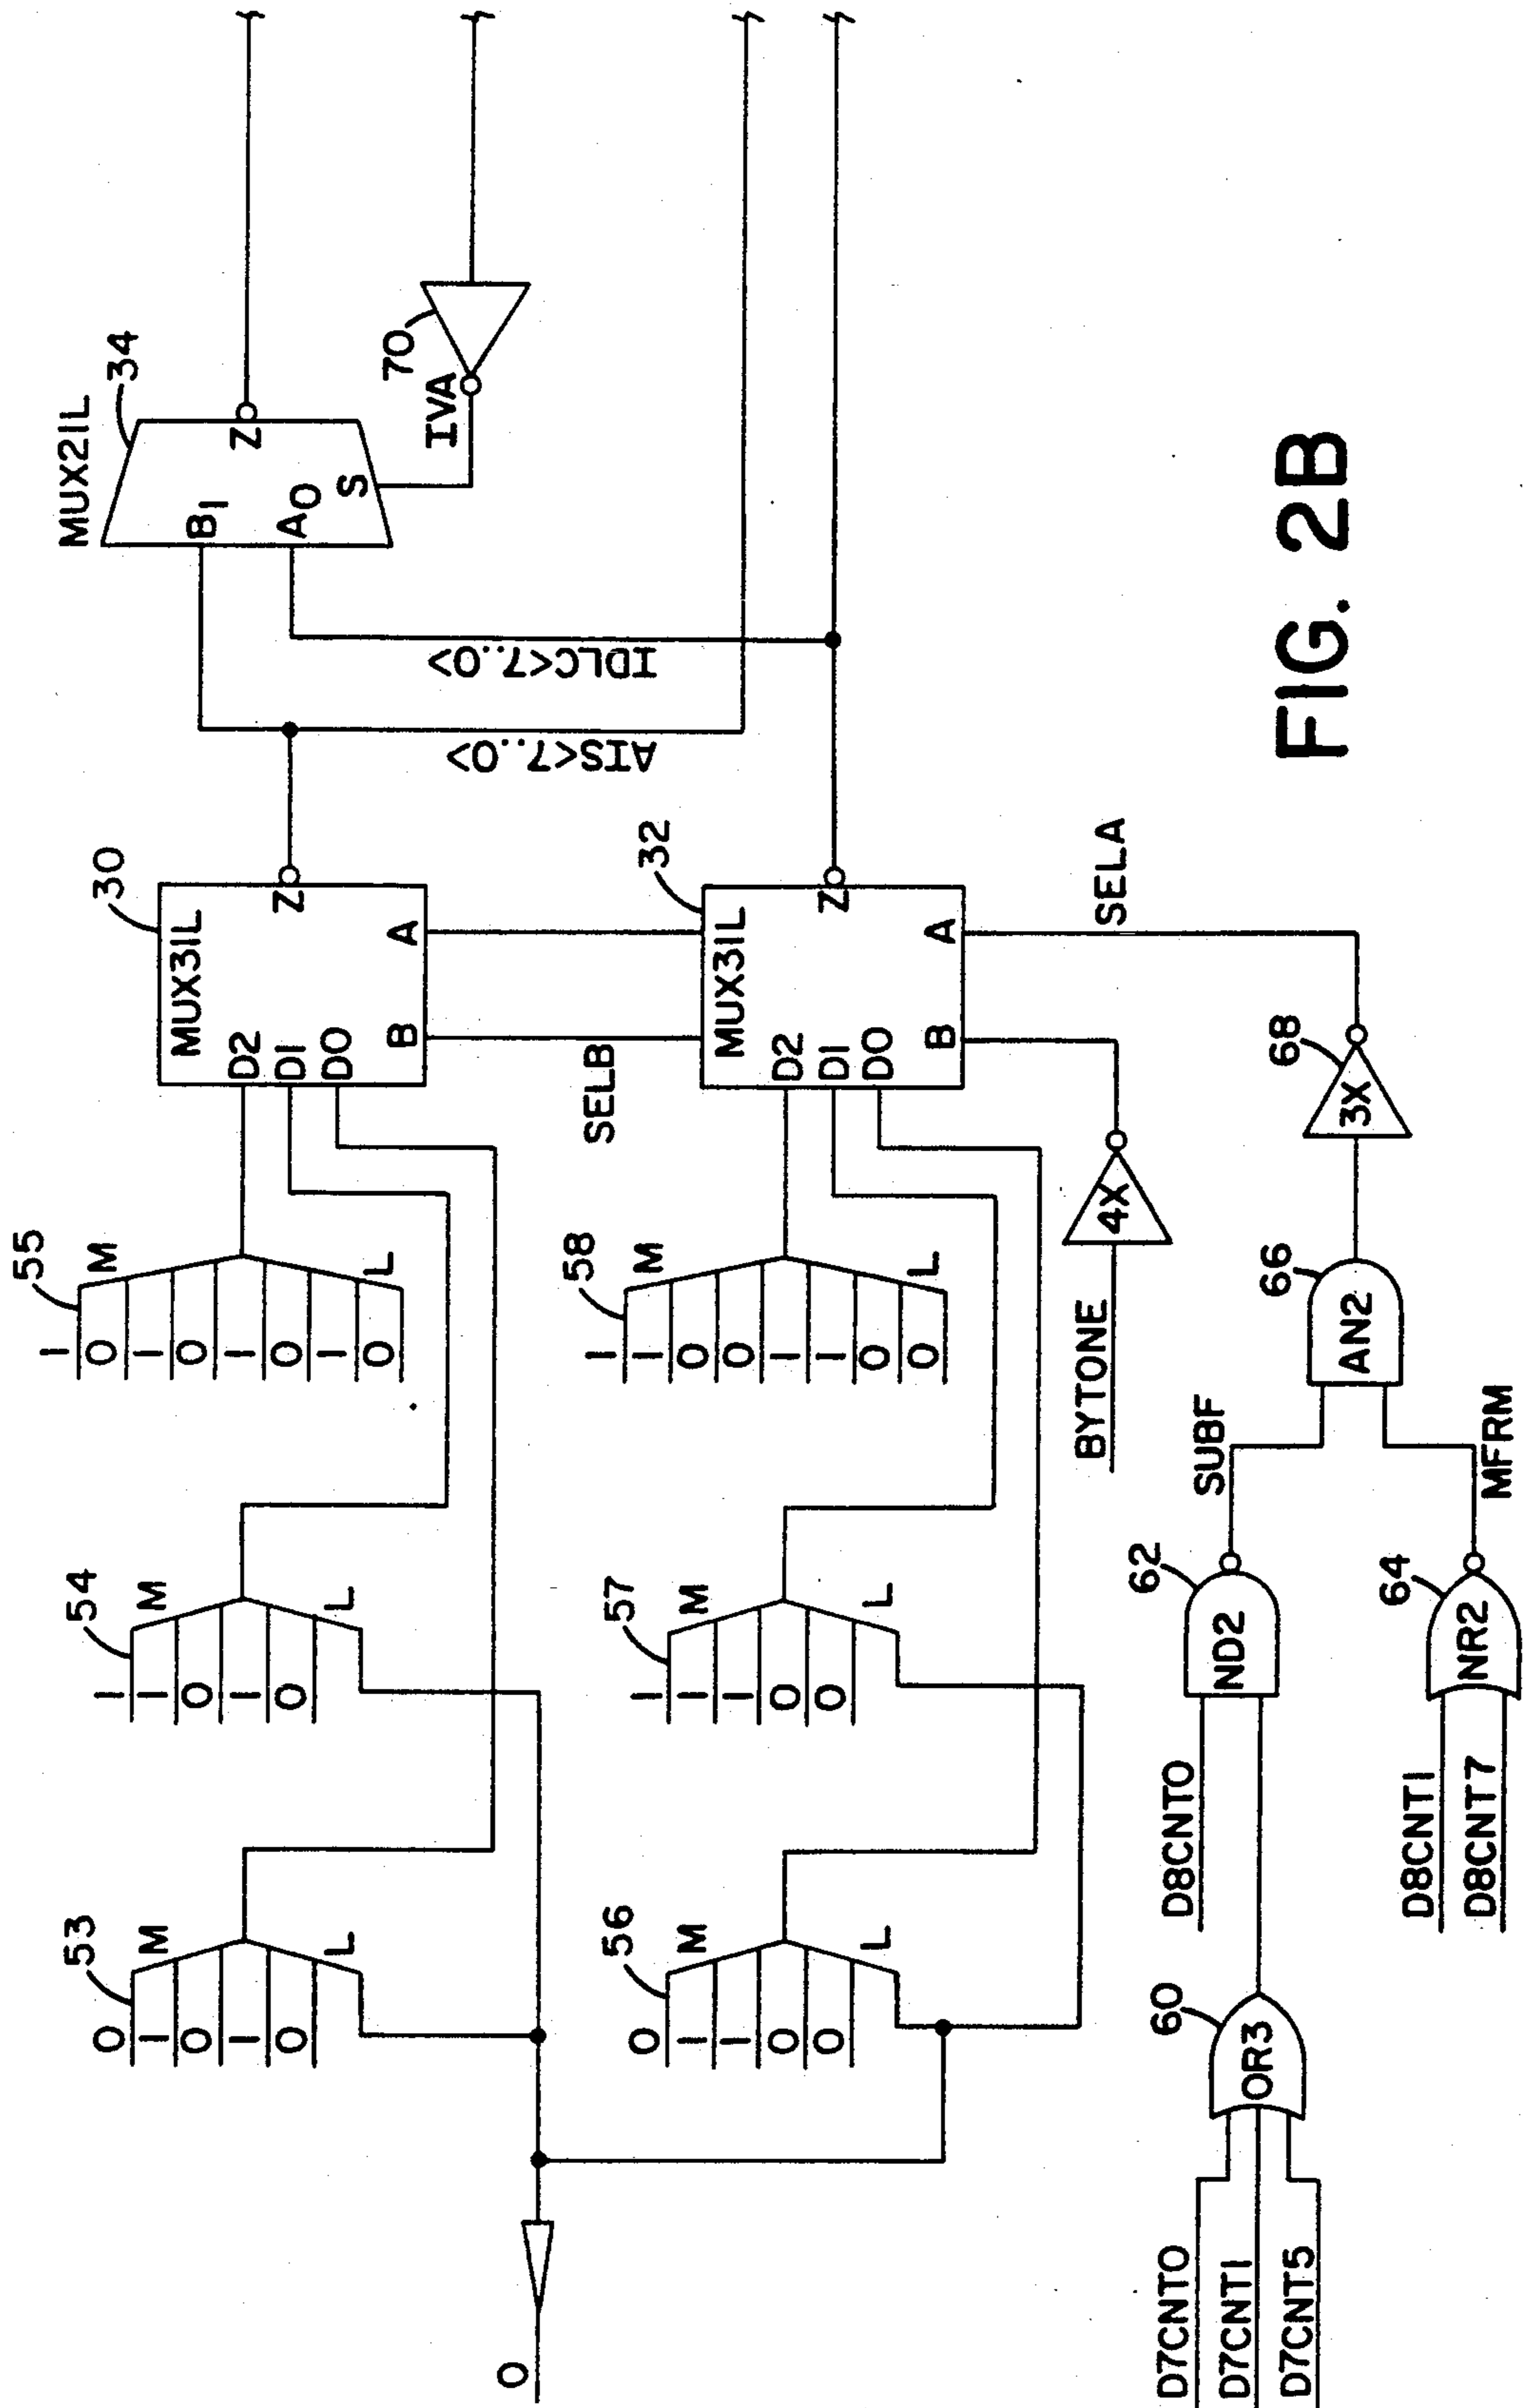 MUX21L
34
B1
A0
Z
S
70
IVA
IDLC<7..0>
AIS<7..0>
30
MUX31L
D2
D1
D0
Z
B
A
SELB
32
MUX31L
D2
D1
D0
Z
B
A
SELA
55
M
L
1
0
1
0
1
0
1
0
54
M
L
1
1
0
1
0
53
M
L
0
1
0
1
0
58
M
L
1
1
0
0
1
1
0
0
57
M
L
1
1
1
0
0
56
M
L
0
1
1
0
0
0
BYTONE
4X
68
3X
66
AN2
SUBF
MFRM
62
ND2
64
NR2
D8CNT0
D8CNT1
D8CNT7
60
OR3
D7CNT0
D7CNT1
D7CNT5
FIG. 2B